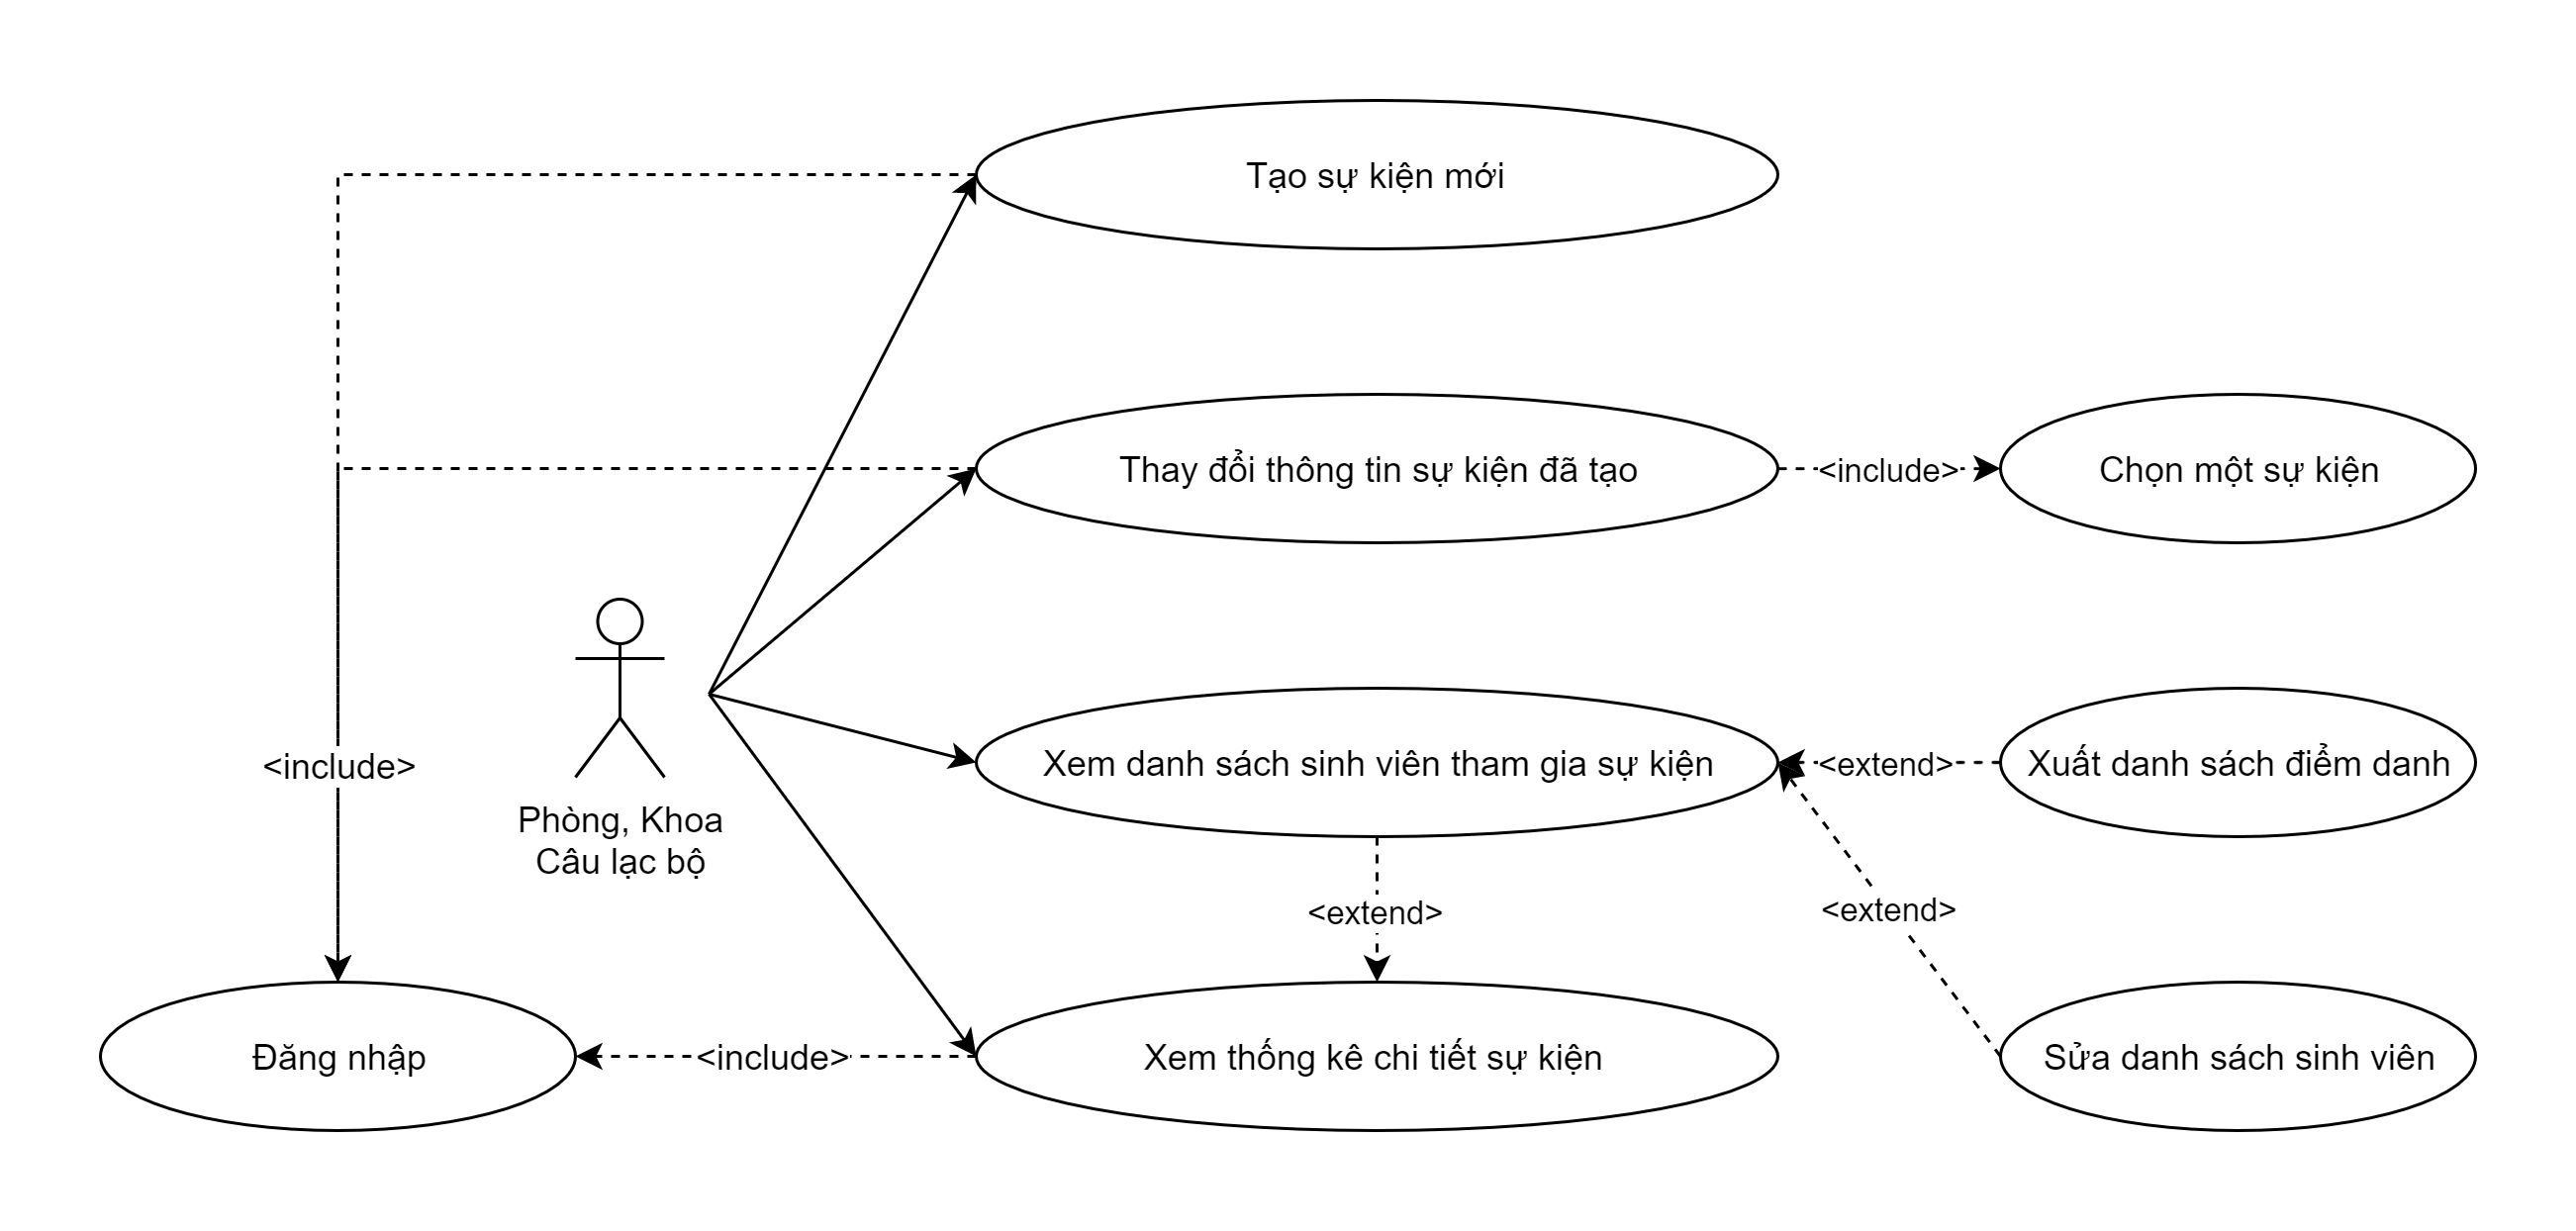 Tạo sự kiện mới
Thay đổi thông tin sự kiện đã tạo
<include>
Chọn một sự kiện
<include>
Phòng, Khoa
Câu lạc bộ
Xem danh sách sinh viên tham gia sự kiện
<extend>
Xuất danh sách điểm danh
<extend>
<extend>
Đăng nhập
<include>
Xem thống kê chi tiết sự kiện
Sửa danh sách sinh viên